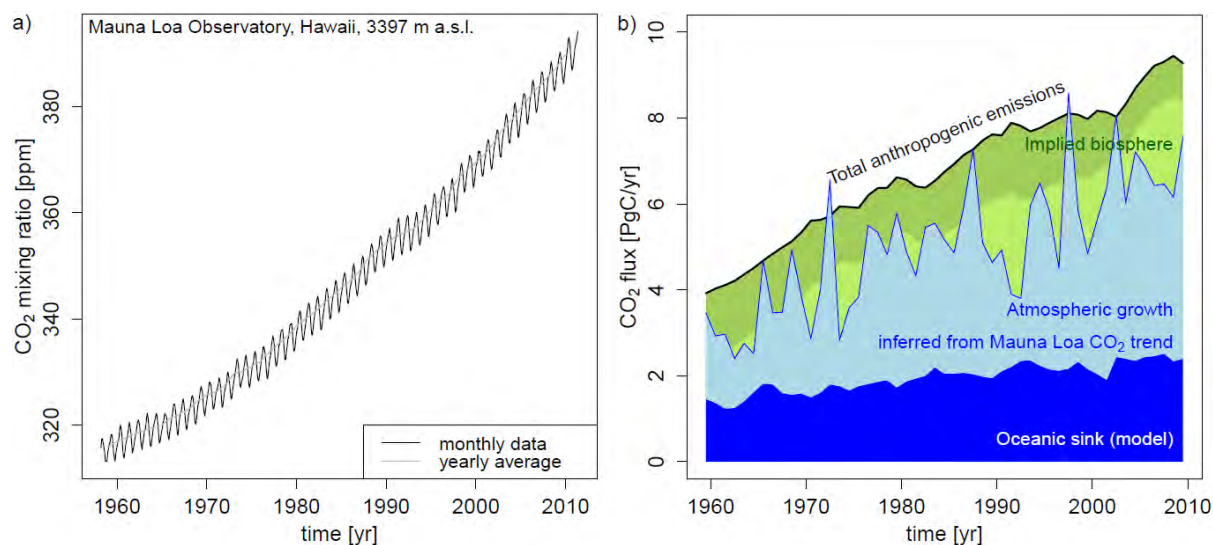 a)
Mauna Loa Observatory, Hawaii, 3397 m a.s.l.
CO₂ mixing ratio [ppm]
380
360
340
320
monthly data
yearly average
1960 1970 1980 1990 2000 2010
time [yr]
b)
CO₂ flux [PgC/yr]
10
8
6
4
2
0
Total anthropogenic emissions
Implied biosphere
Atmospheric growth
inferred from Mauna Loa CO₂ trend
Oceanic sink (model)
1960 1970 1980 1990 2000 2010
time [yr]